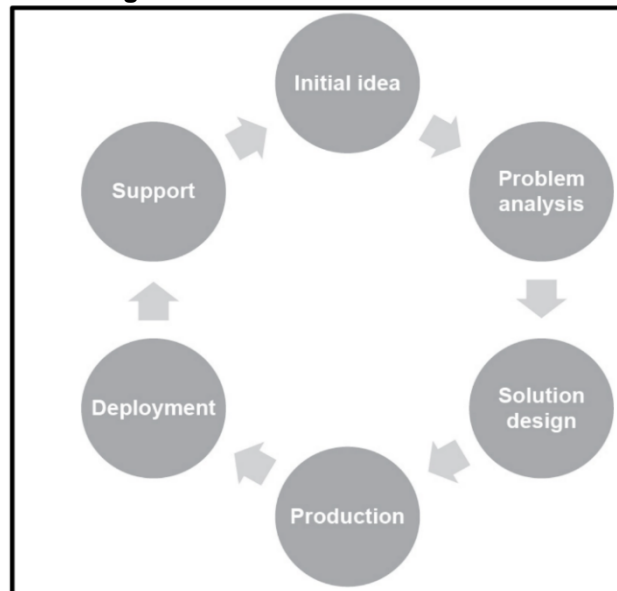 Initial idea
Problem
analysis
Solution
design
Production
Deployment
Support